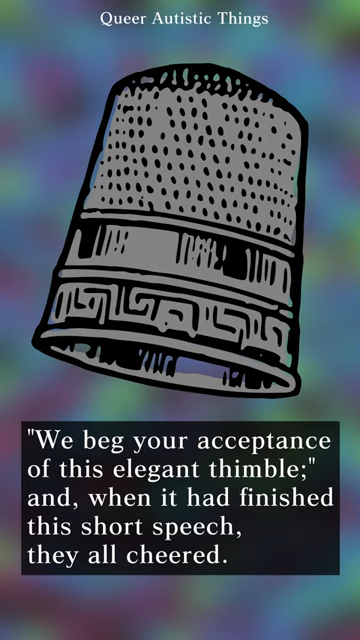 Queer Autistic Things
"We beg your acceptance
of this elegant thimble;"
and, when it had finished
this short speech,
they all cheered.